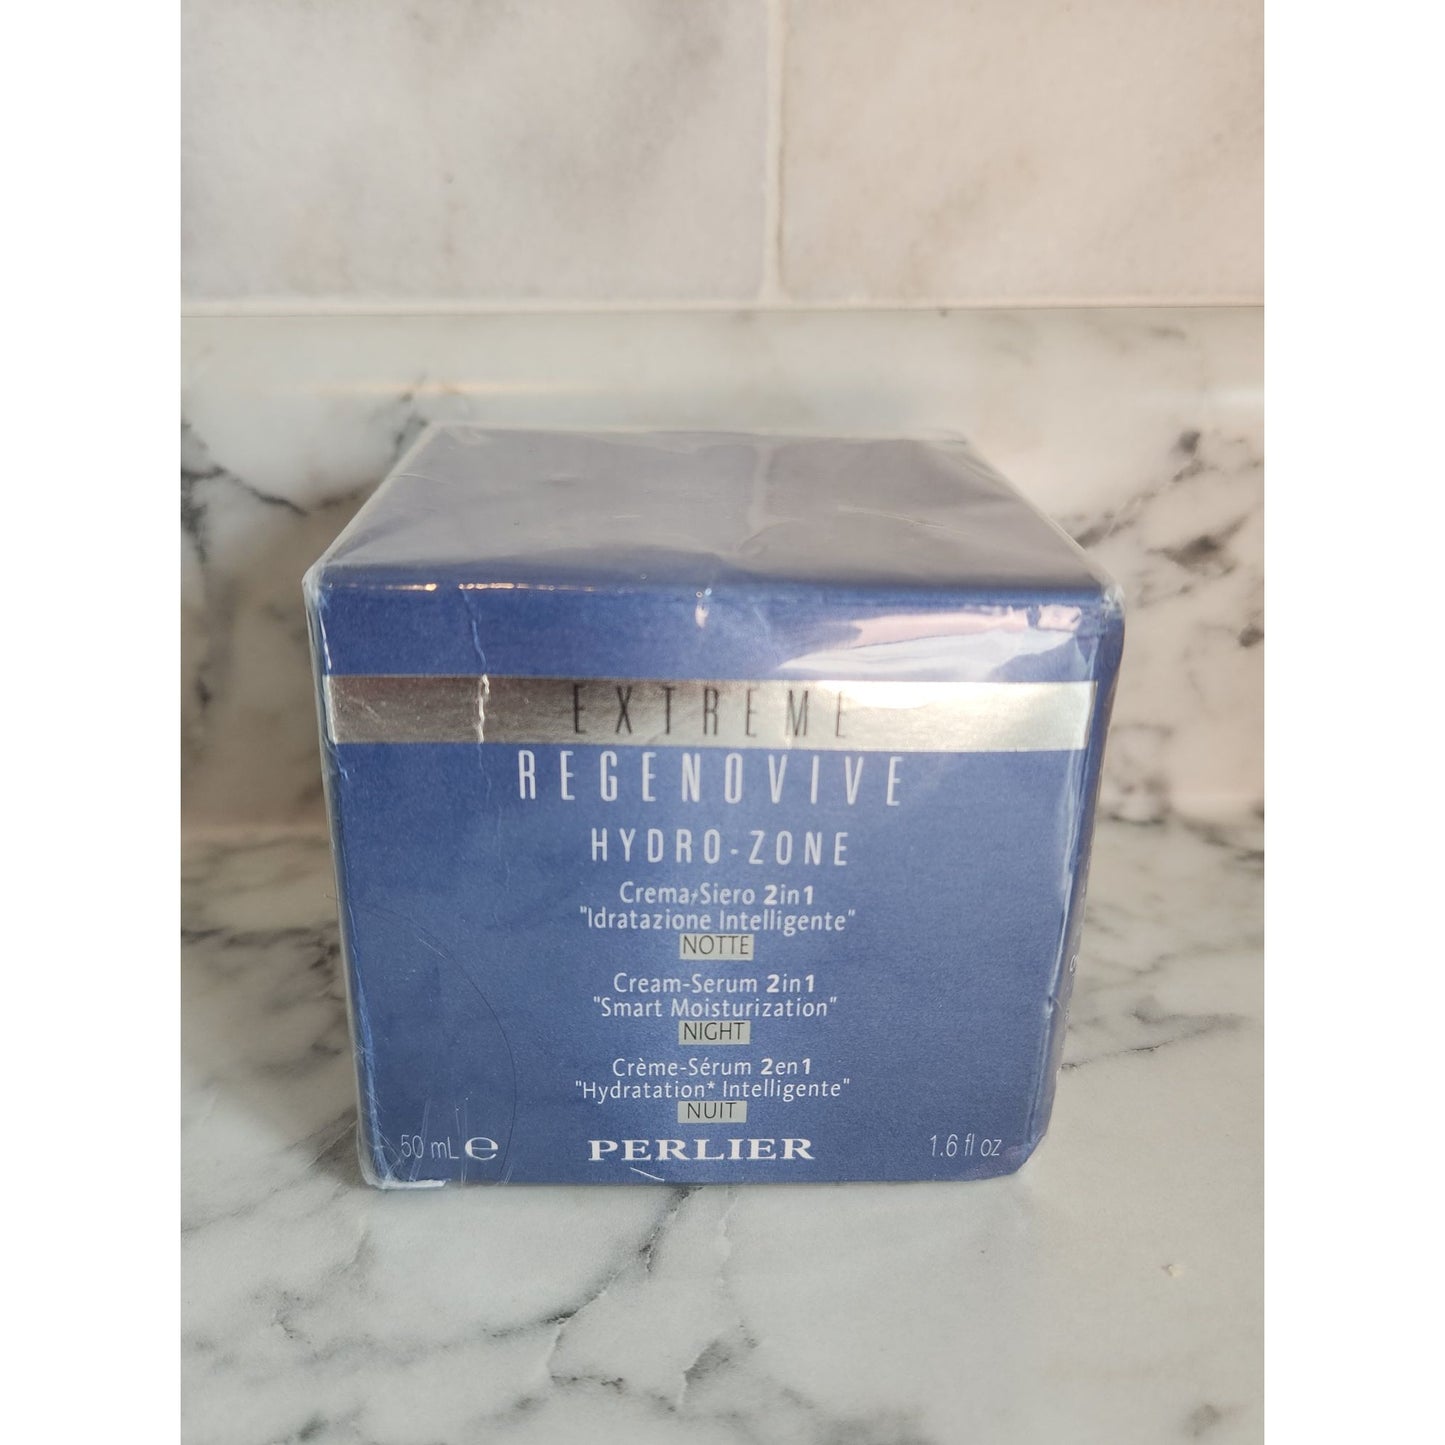 EXTREME
REGENOVIVE
HYDRO-ZONE
Crema-Siero 2in1
"Idratazione Intelligente"
NOTTE
Cream-Serum 2in1
"Smart Moisturization"
NIGHT
Crème-Sérum 2en1
"Hydratation* Intelligente"
NUIT
50 mL ℮ PERLIER 1.6 fl oz